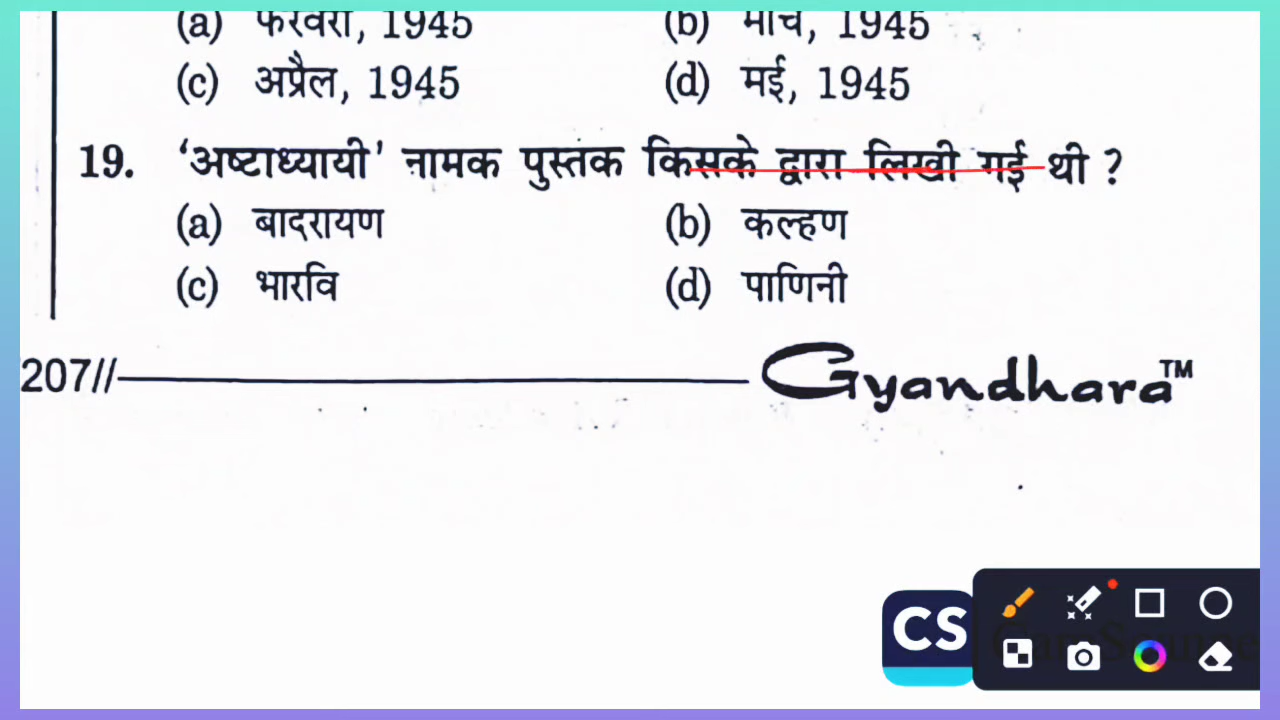 (a) फरवरी, 1945 (b) मार्च, 1945
(c) अप्रैल, 1945 (d) मई, 1945
19. ‘अष्टाध्यायी’ नामक पुस्तक किसके द्वारा लिखी गई थी ?
(a) बादरायण (b) कल्हण
(c) भारवि (d) पाणिनी
207// Gyandhara™
CS